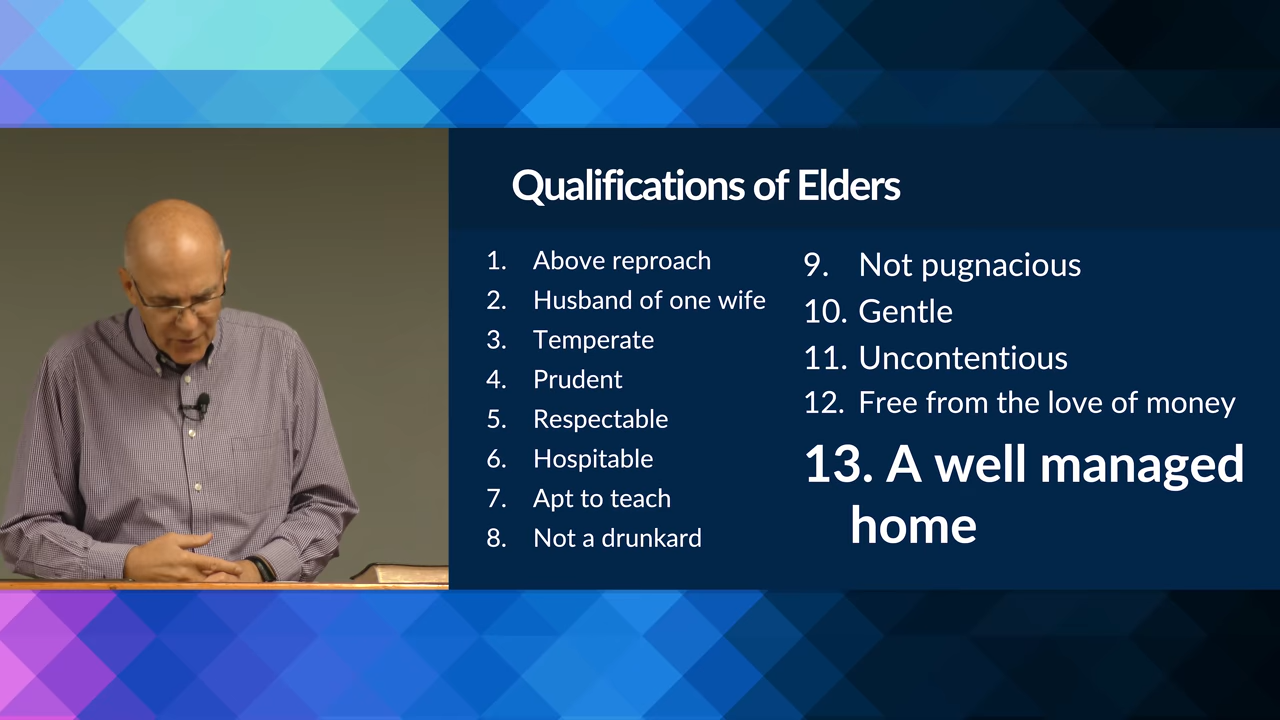 Qualifications of Elders
1. Above reproach
2. Husband of one wife
3. Temperate
4. Prudent
5. Respectable
6. Hospitable
7. Apt to teach
8. Not a drunkard
9. Not pugnacious
10. Gentle
11. Uncontentious
12. Free from the love of money
13. A well managed
home